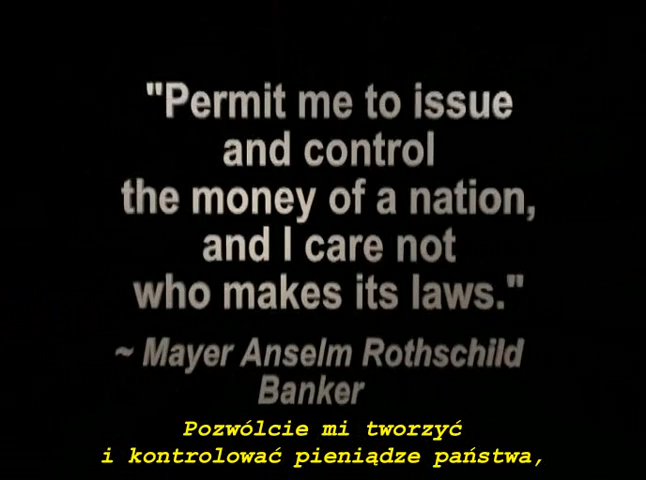 "Permit me to issue
and control
the money of a nation,
and I care not
who makes its laws."
~ Mayer Anselm Rothschild
Banker
Pozwólcie mi tworzyć
i kontrolować pieniądze państwa,